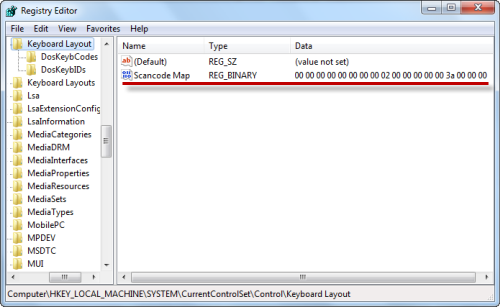 Registry Editor
File Edit View Favorites Help
Keyboard Layout
DosKeybCodes
DosKeybIDs
Keyboard Layouts
Lsa
LsaExtensionConfig
LsaInformation
MediaCategories
MediaDRM
MediaInterfaces
MediaProperties
MediaResources
MediaSets
MediaTypes
MobilePC
MPDEV
MSDTC
MUI
Name Type Data
(Default) REG_SZ (value not set)
Scancode Map REG_BINARY 00 00 00 00 00 00 00 00 02 00 00 00 00 00 3a 00 00 00
Computer\HKEY_LOCAL_MACHINE\SYSTEM\CurrentControlSet\Control\Keyboard Layout